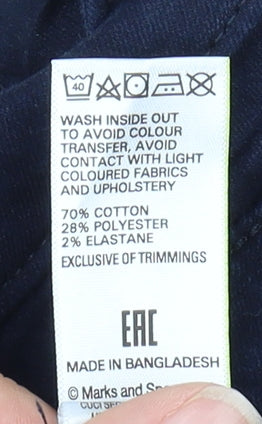 40
WASH INSIDE OUT
TO AVOID COLOUR
TRANSFER, AVOID
CONTACT WITH LIGHT
COLOURED FABRICS
AND UPHOLSTERY
70% COTTON
28% POLYESTER
2% ELASTANE
EXCLUSIVE OF TRIMMINGS
EAC
MADE IN BANGLADESH
© Marks and